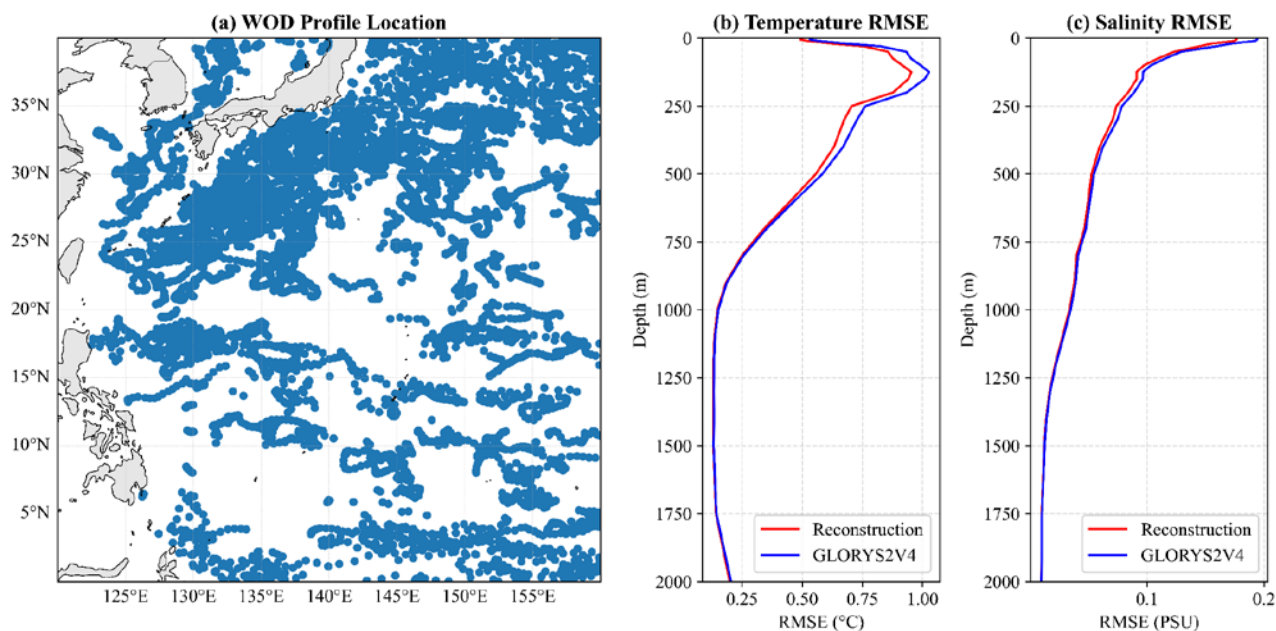 (a) WOD Profile Location
35°N
30°N
25°N
20°N
15°N
10°N
5°N
125°E
130°E
135°E
140°E
145°E
150°E
155°E
(b) Temperature RMSE
0
250
500
750
1000
1250
1500
1750
2000
Depth (m)
0.25
0.50
0.75
1.00
RMSE (°C)
Reconstruction
GLORYS2V4
(c) Salinity RMSE
0
250
500
750
1000
1250
1500
1750
2000
Depth (m)
0.1
0.2
RMSE (PSU)
Reconstruction
GLORYS2V4